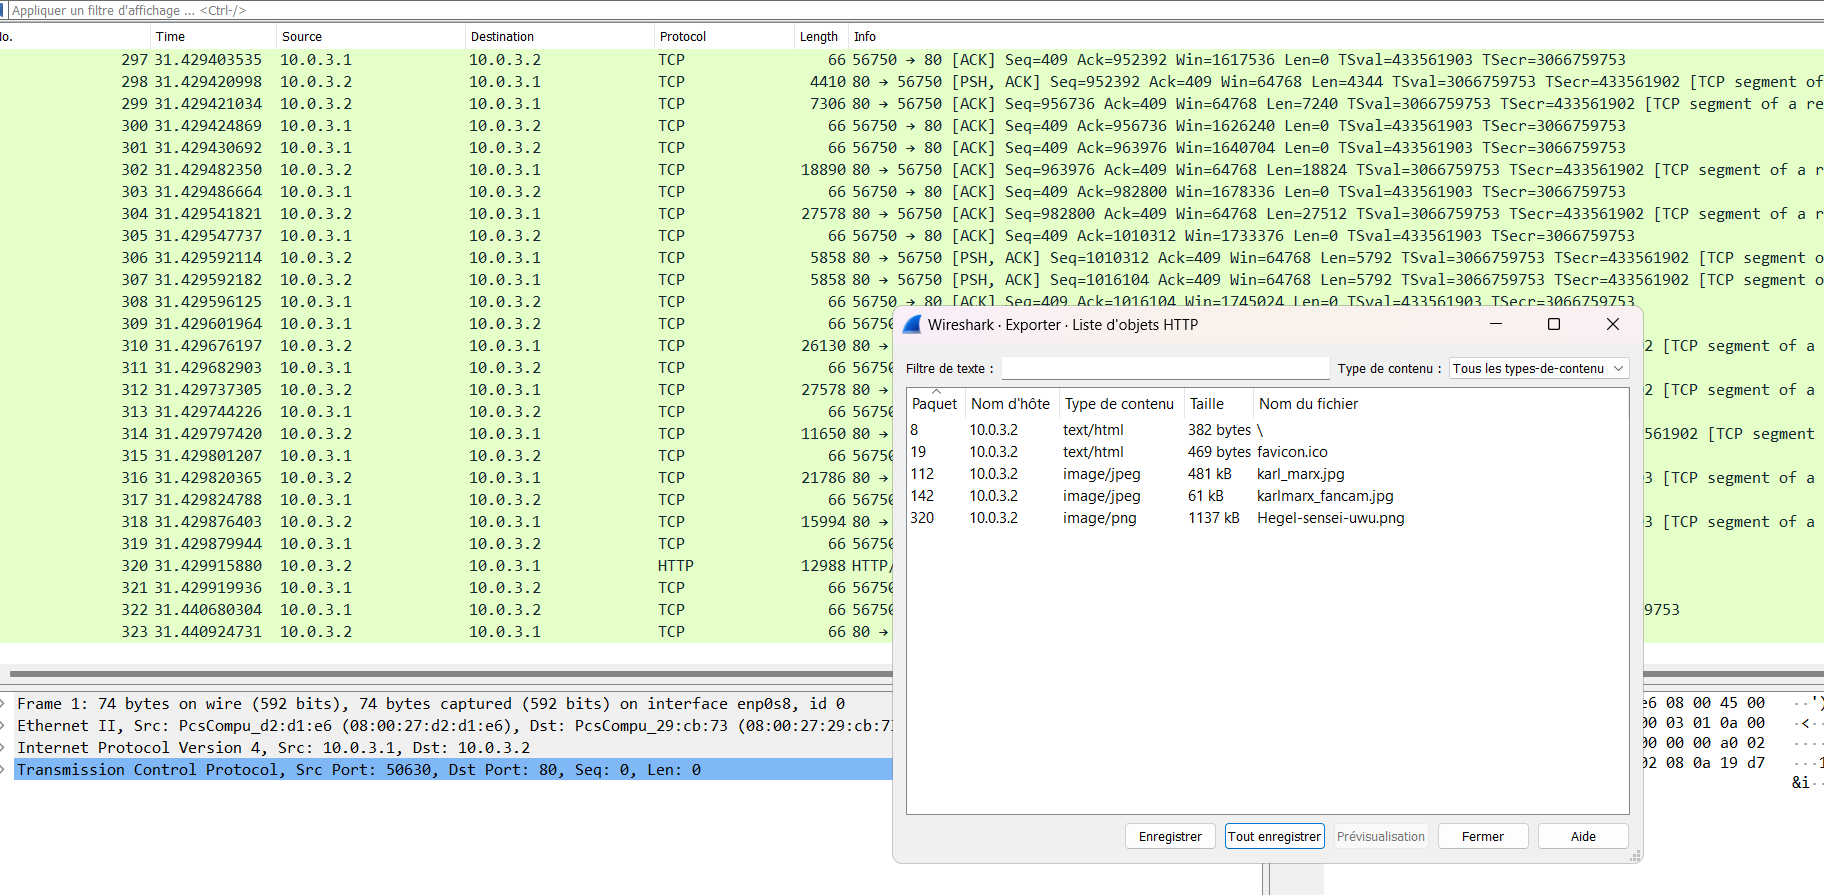 Appliquer un filtre d'affichage … <Ctrl-/>
Time Source Destination Protocol Length Info
297 31.429403535 10.0.3.1 10.0.3.2 TCP 66 56750 → 80 [ACK] Seq=409 Ack=952392 Win=1617536 Len=0 TSval=433561903 TSecr=3066759753
298 31.429420998 10.0.3.2 10.0.3.1 TCP 4410 80 → 56750 [PSH, ACK] Seq=952392 Ack=409 Win=64768 Len=4344 TSval=3066759753 TSecr=433561902 [TCP segment of
299 31.429421034 10.0.3.2 10.0.3.1 TCP 7306 80 → 56750 [ACK] Seq=956736 Ack=409 Win=64768 Len=7240 TSval=3066759753 TSecr=433561902 [TCP segment of a re
300 31.429424869 10.0.3.1 10.0.3.2 TCP 66 56750 → 80 [ACK] Seq=409 Ack=956736 Win=1626240 Len=0 TSval=433561903 TSecr=3066759753
301 31.429430692 10.0.3.1 10.0.3.2 TCP 66 56750 → 80 [ACK] Seq=409 Ack=963976 Win=1640704 Len=0 TSval=433561903 TSecr=3066759753
302 31.429482350 10.0.3.2 10.0.3.1 TCP 18890 80 → 56750 [ACK] Seq=963976 Ack=409 Win=64768 Len=18824 TSval=3066759753 TSecr=433561902 [TCP segment of a r
303 31.429486664 10.0.3.1 10.0.3.2 TCP 66 56750 → 80 [ACK] Seq=409 Ack=982800 Win=1678336 Len=0 TSval=433561903 TSecr=3066759753
304 31.429541821 10.0.3.2 10.0.3.1 TCP 27578 80 → 56750 [ACK] Seq=982800 Ack=409 Win=64768 Len=27512 TSval=3066759753 TSecr=433561902 [TCP segment of a r
305 31.429547737 10.0.3.1 10.0.3.2 TCP 66 56750 → 80 [ACK] Seq=409 Ack=1010312 Win=1733376 Len=0 TSval=433561903 TSecr=3066759753
306 31.429592114 10.0.3.2 10.0.3.1 TCP 5858 80 → 56750 [PSH, ACK] Seq=1010312 Ack=409 Win=64768 Len=5792 TSval=3066759753 TSecr=433561902 [TCP segment o
307 31.429592182 10.0.3.2 10.0.3.1 TCP 5858 80 → 56750 [PSH, ACK] Seq=1016104 Ack=409 Win=64768 Len=5792 TSval=3066759753 TSecr=433561902 [TCP segment o
308 31.429596125 10.0.3.1 10.0.3.2 TCP 66 56750 → 80 [ACK] Seq=409 Ack=1016104 Win=1745024 Len=0 TSval=433561903 TSecr=3066759753
309 31.429601964 10.0.3.1 10.0.3.2 TCP 66 5675
310 31.429676197 10.0.3.2 10.0.3.1 TCP 26130 80 → 2 [TCP segment of a
311 31.429682903 10.0.3.1 10.0.3.2 TCP 66 5675
312 31.429737305 10.0.3.2 10.0.3.1 TCP 27578 80 → 2 [TCP segment of a
313 31.429744226 10.0.3.1 10.0.3.2 TCP 66 5675
314 31.429797420 10.0.3.2 10.0.3.1 TCP 11650 80 → 561902 [TCP segment
315 31.429801207 10.0.3.1 10.0.3.2 TCP 66 5675
316 31.429820365 10.0.3.2 10.0.3.1 TCP 21786 80 → 3 [TCP segment of a
317 31.429824788 10.0.3.1 10.0.3.2 TCP 66 5675
318 31.429876403 10.0.3.2 10.0.3.1 TCP 15994 80 → 3 [TCP segment of a
319 31.429879944 10.0.3.1 10.0.3.2 TCP 66 5675
320 31.429915880 10.0.3.2 10.0.3.1 HTTP 12988 HTTP/
321 31.429919936 10.0.3.1 10.0.3.2 TCP 66 5675
322 31.440680304 10.0.3.1 10.0.3.2 TCP 66 5675 9753
323 31.440924731 10.0.3.2 10.0.3.1 TCP 66 80 →
Wireshark · Exporter · Liste d'objets HTTP
Filtre de texte : Type de contenu : Tous les types-de-contenu
Paquet Nom d'hôte Type de contenu Taille Nom du fichier
8 10.0.3.2 text/html 382 bytes \
19 10.0.3.2 text/html 469 bytes favicon.ico
112 10.0.3.2 image/jpeg 481 kB karl_marx.jpg
142 10.0.3.2 image/jpeg 61 kB karlmarx_fancam.jpg
320 10.0.3.2 image/png 1137 kB Hegel-sensei-uwu.png
Enregistrer Tout enregistrer Prévisualisation Fermer Aide
Frame 1: 74 bytes on wire (592 bits), 74 bytes captured (592 bits) on interface enp0s8, id 0
Ethernet II, Src: PcsCompu_d2:d1:e6 (08:00:27:d2:d1:e6), Dst: PcsCompu_29:cb:73 (08:00:27:29:cb:7
Internet Protocol Version 4, Src: 10.0.3.1, Dst: 10.0.3.2
Transmission Control Protocol, Src Port: 50630, Dst Port: 80, Seq: 0, Len: 0
e6 08 00 45 00 ··')
00 03 01 0a 00 ·<··
00 00 00 a0 02 ····
02 08 0a 19 d7 ···1
&i··